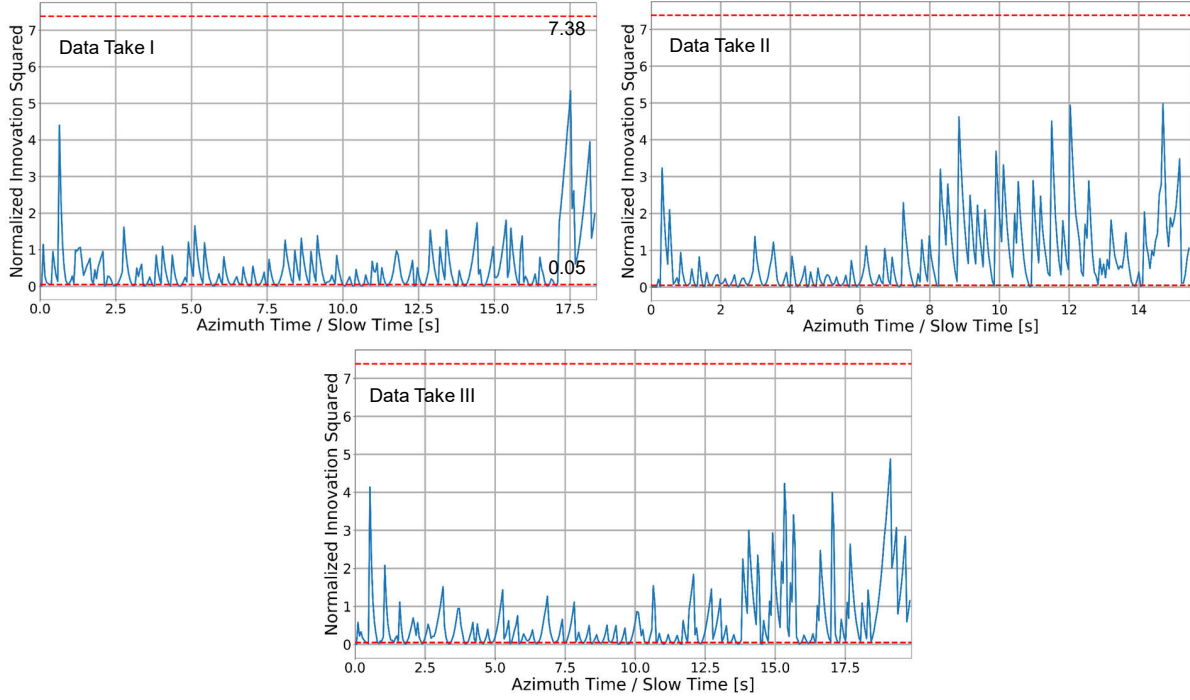 Normalized Innovation Squared
7
6
5
4
3
2
1
0
Data Take I
7.38
0.05
0.0 2.5 5.0 7.5 10.0 12.5 15.0 17.5
Azimuth Time / Slow Time [s]
Normalized Innovation Squared
7
6
5
4
3
2
1
0
Data Take II
0 2 4 6 8 10 12 14
Azimuth Time / Slow Time [s]
Normalized Innovation Squared
7
6
5
4
3
2
1
0
Data Take III
0.0 2.5 5.0 7.5 10.0 12.5 15.0 17.5
Azimuth Time / Slow Time [s]